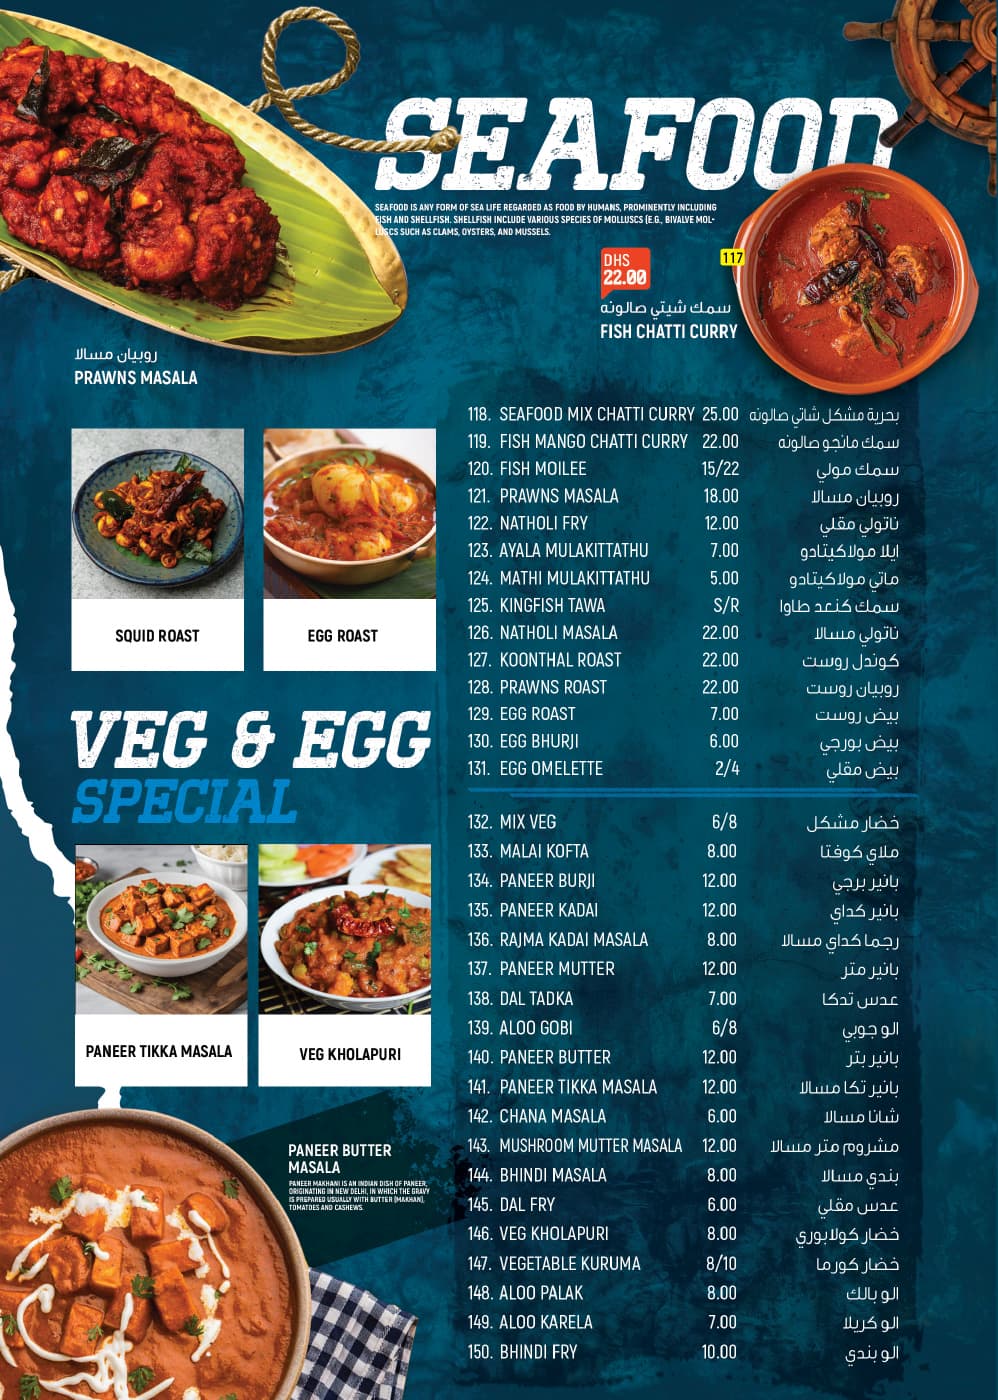 SEAFOOD
SEAFOOD IS ANY FORM OF SEA LIFE REGARDED AS FOOD BY HUMANS, PROMINENTLY INCLUDING
FISH AND SHELLFISH. SHELLFISH INCLUDE VARIOUS SPECIES OF MOLLUSCS (E.G., BIVALVE MOL-
LUSCS SUCH AS CLAMS, OYSTERS, AND MUSSELS.
DHS
22.00
117
سمك شيتي صالونه
FISH CHATTI CURRY
روبيان مسالا
PRAWNS MASALA
118. SEAFOOD MIX CHATTI CURRY 25.00 بحرية مشكل شاتي صالونه
119. FISH MANGO CHATTI CURRY 22.00 سمك مانجو صالونه
120. FISH MOILEE 15/22 سمك مولي
121. PRAWNS MASALA 18.00 روبيان مسالا
122. NATHOLI FRY 12.00 ناتولي مقلي
123. AYALA MULAKITTATHU 7.00 ايلا مولاكيتادو
124. MATHI MULAKITTATHU 5.00 ماتي مولاكيتادو
125. KINGFISH TAWA S/R سمك كنعد طاوا
126. NATHOLI MASALA 22.00 ناتولي مسالا
127. KOONTHAL ROAST 22.00 كوندل روست
128. PRAWNS ROAST 22.00 روبيان روست
129. EGG ROAST 7.00 بيض روست
130. EGG BHURJI 6.00 بيض بورجي
131. EGG OMELETTE 2/4 بيض مقلي
SQUID ROAST
EGG ROAST
VEG & EGG
SPECIAL
PANEER TIKKA MASALA
VEG KHOLAPURI
132. MIX VEG 6/8 خضار مشكل
133. MALAI KOFTA 8.00 ملاي كوفتا
134. PANEER BURJI 12.00 بانير برجي
135. PANEER KADAI 12.00 بانير كداي
136. RAJMA KADAI MASALA 8.00 رجما كداي مسالا
137. PANEER MUTTER 12.00 بانير متر
138. DAL TADKA 7.00 عدس تدكا
139. ALOO GOBI 6/8 الو جوبي
140. PANEER BUTTER 12.00 بانير بتر
141. PANEER TIKKA MASALA 12.00 بانير تكا مسالا
142. CHANA MASALA 6.00 شانا مسالا
143. MUSHROOM MUTTER MASALA 12.00 مشروم متر مسالا
144. BHINDI MASALA 8.00 بندي مسالا
145. DAL FRY 6.00 عدس مقلي
146. VEG KHOLAPURI 8.00 خضار كولابوري
147. VEGETABLE KURUMA 8/10 خضار كورما
148. ALOO PALAK 8.00 الو بالك
149. ALOO KARELA 7.00 الو كريلا
150. BHINDI FRY 10.00 الو بندي
PANEER BUTTER
MASALA
PANEER MAKHANI IS AN INDIAN DISH OF PANEER,
ORIGINATING IN NEW DELHI, IN WHICH THE GRAVY
IS PREPARED USUALLY WITH BUTTER (MAKHAN),
TOMATOES AND CASHEWS.